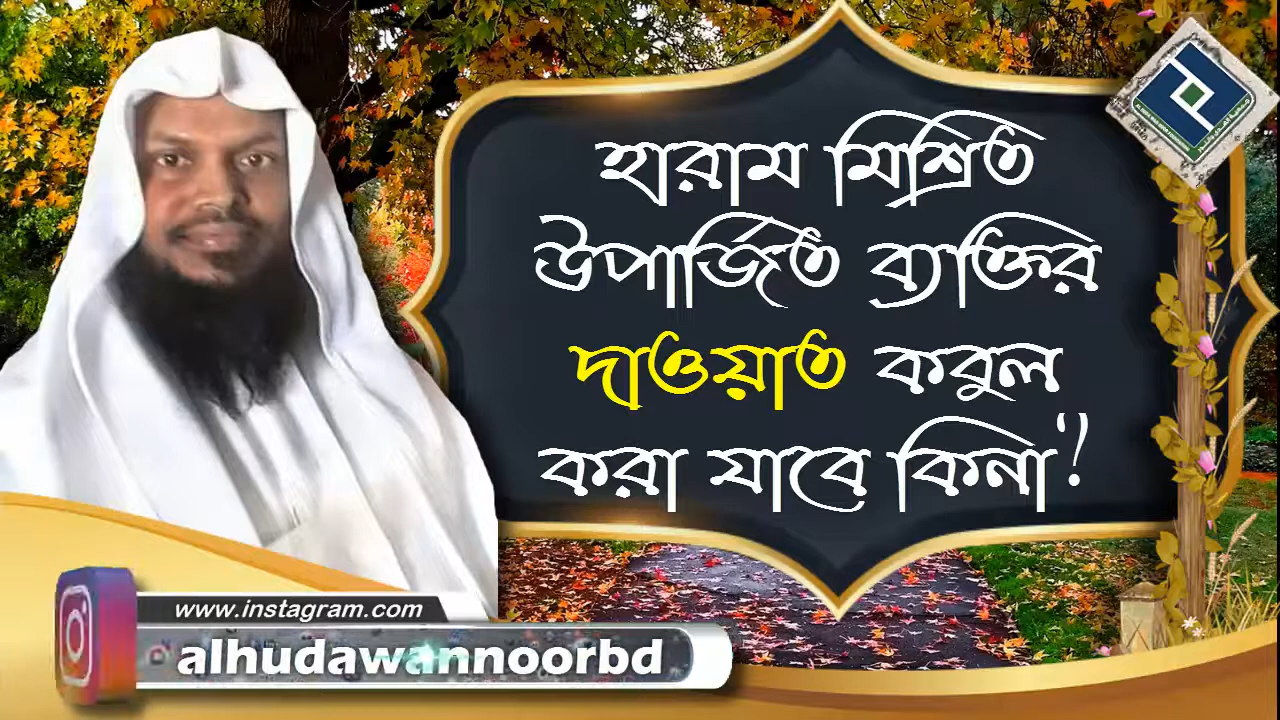 হারাম মিশ্রিত
উপার্জিত ব্যক্তির
দাওয়াত কবুল
করা যাবে কিনা?
www.instagram.com
alhudawannoorbd